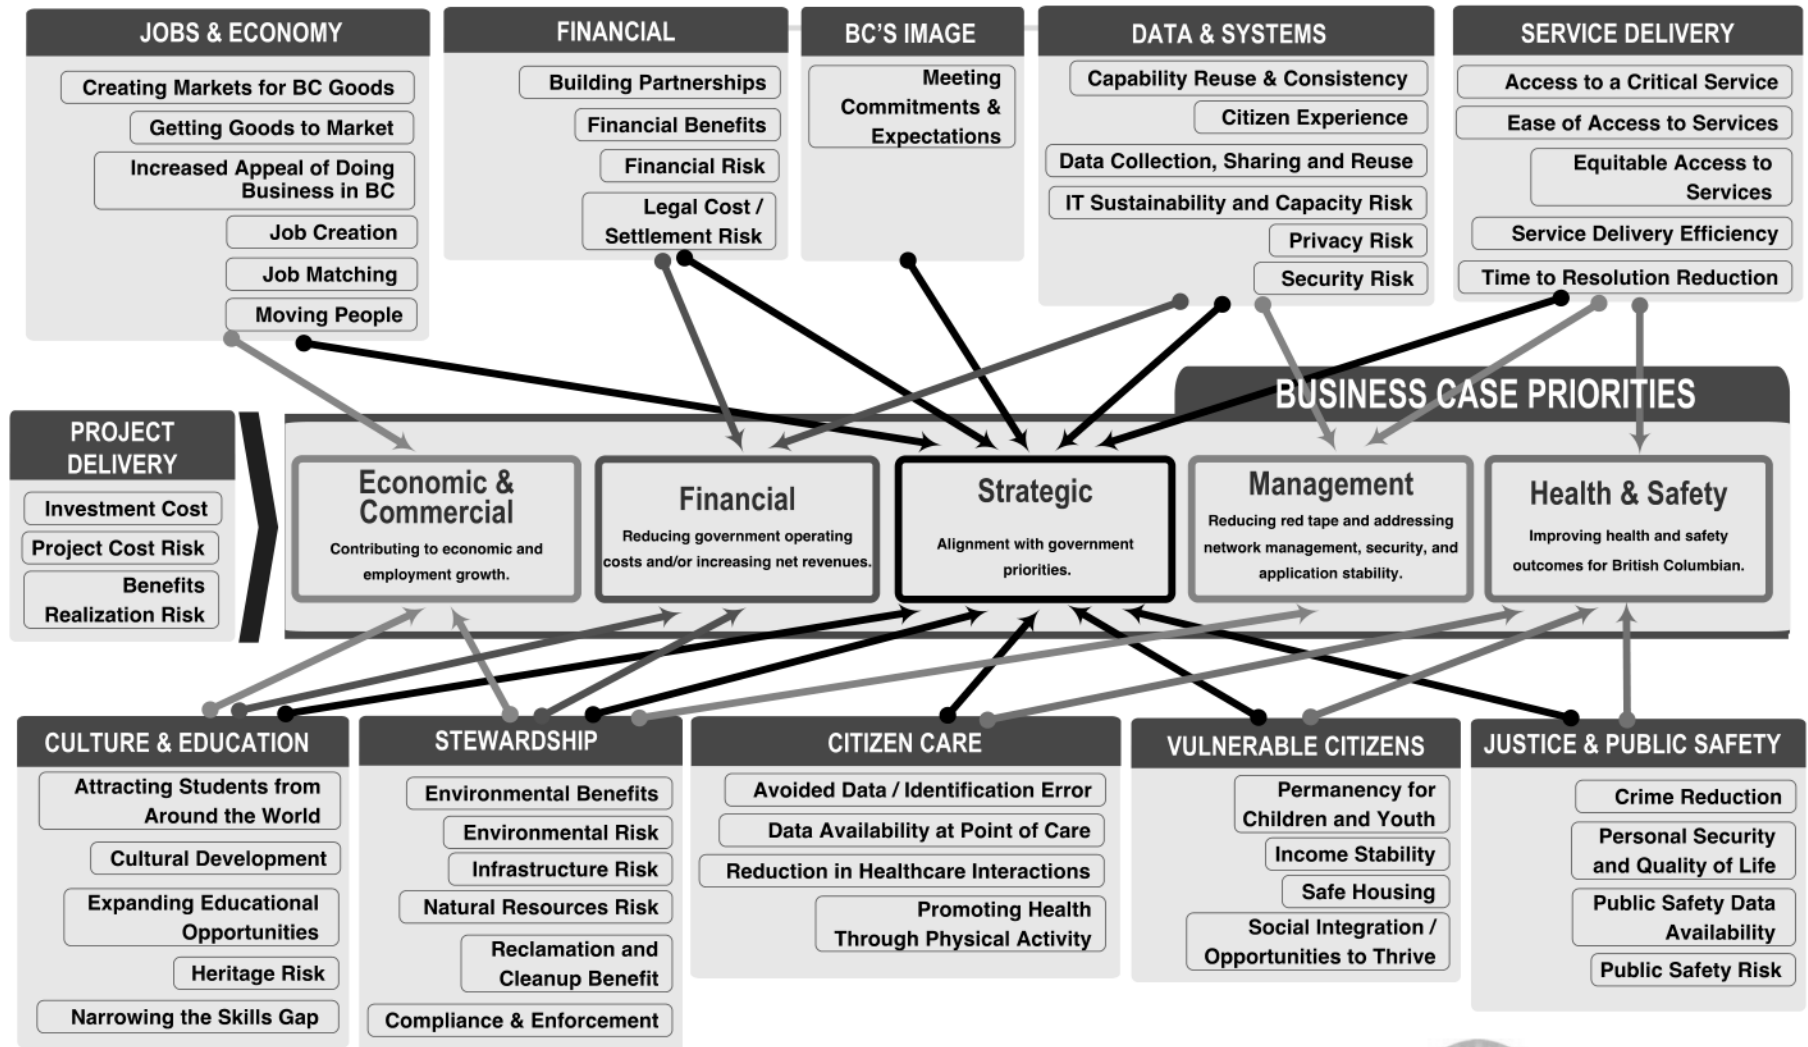 JOBS & ECONOMY
Creating Markets for BC Goods
Getting Goods to Market
Increased Appeal of Doing
Business in BC
Job Creation
Job Matching
Moving People
FINANCIAL
Building Partnerships
Financial Benefits
Financial Risk
Legal Cost /
Settlement Risk
BC'S IMAGE
Meeting
Commitments &
Expectations
DATA & SYSTEMS
Capability Reuse & Consistency
Citizen Experience
Data Collection, Sharing and Reuse
IT Sustainability and Capacity Risk
Privacy Risk
Security Risk
SERVICE DELIVERY
Access to a Critical Service
Ease of Access to Services
Equitable Access to
Services
Service Delivery Efficiency
Time to Resolution Reduction
BUSINESS CASE PRIORITIES
PROJECT
DELIVERY
Investment Cost
Project Cost Risk
Benefits
Realization Risk
Economic &
Commercial
Contributing to economic and
employment growth.
Financial
Reducing government operating
costs and/or increasing net revenues.
Strategic
Alignment with government
priorities.
Management
Reducing red tape and addressing
network management, security, and
application stability.
Health & Safety
Improving health and safety
outcomes for British Columbian.
CULTURE & EDUCATION
Attracting Students from
Around the World
Cultural Development
Expanding Educational
Opportunities
Heritage Risk
Narrowing the Skills Gap
STEWARDSHIP
Environmental Benefits
Environmental Risk
Infrastructure Risk
Natural Resources Risk
Reclamation and
Cleanup Benefit
Compliance & Enforcement
CITIZEN CARE
Avoided Data / Identification Error
Data Availability at Point of Care
Reduction in Healthcare Interactions
Promoting Health
Through Physical Activity
VULNERABLE CITIZENS
Permanency for
Children and Youth
Income Stability
Safe Housing
Social Integration /
Opportunities to Thrive
JUSTICE & PUBLIC SAFETY
Crime Reduction
Personal Security
and Quality of Life
Public Safety Data
Availability
Public Safety Risk